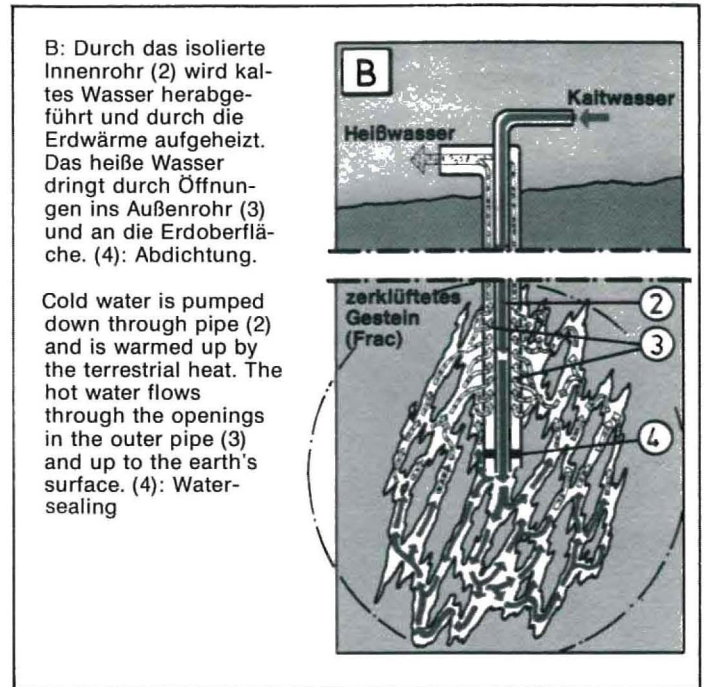 B: Durch das isolierte
Innenrohr (2) wird kal-
tes Wasser herabge-
führt und durch die
Erdwärme aufgeheizt.
Das heiße Wasser
dringt durch Öffnun-
gen ins Außenrohr (3)
und an die Erdoberflä-
che. (4): Abdichtung.
Cold water is pumped
down through pipe (2)
and is warmed up by
the terrestrial heat. The
hot water flows
through the openings
in the outer pipe (3)
and up to the earth's
surface. (4): Water-
sealing
B
Kaltwasser
Heißwasser
zerklüftetes
Gestein
(Frac)
2
3
4